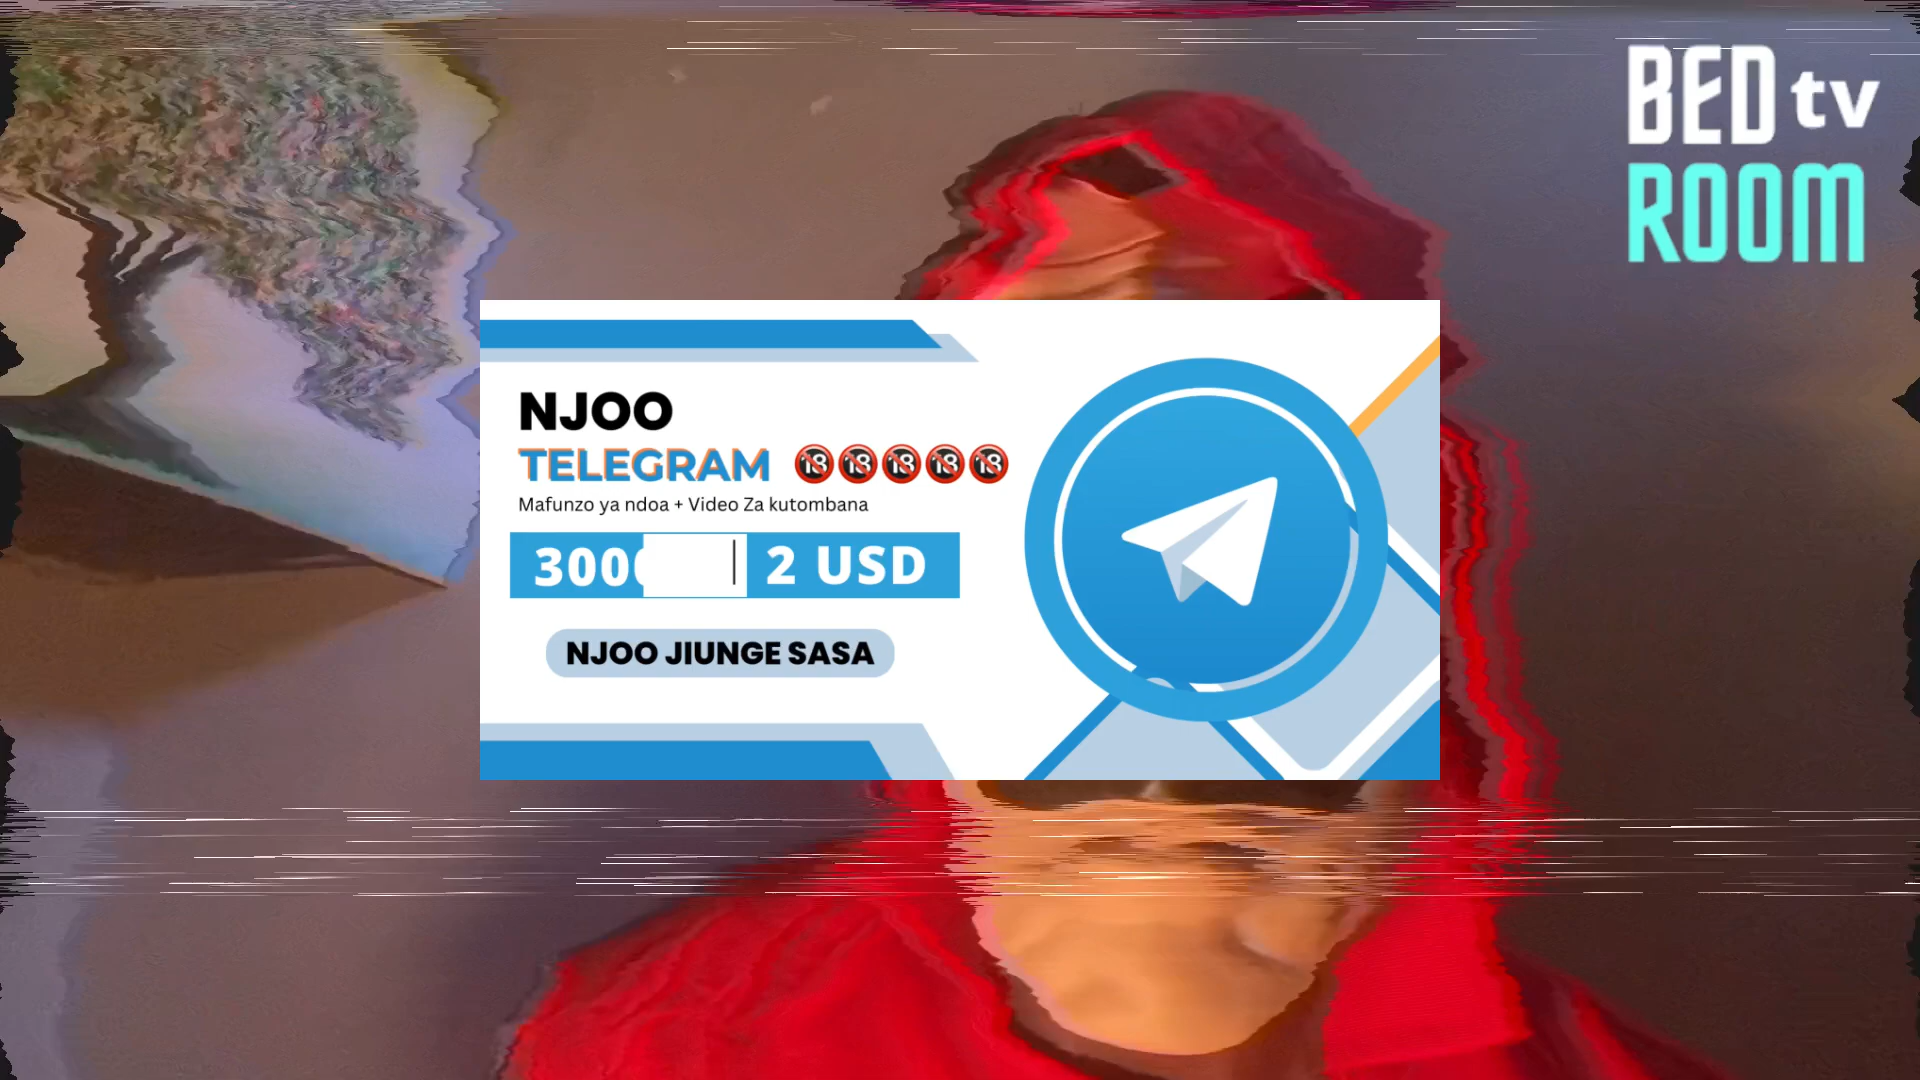 BED tv
ROOM
NJOO
TELEGRAM 🔞🔞🔞🔞🔞
Mafunzo ya ndoa + Video Za kutombana
300 | 2 USD
NJOO JIUNGE SASA